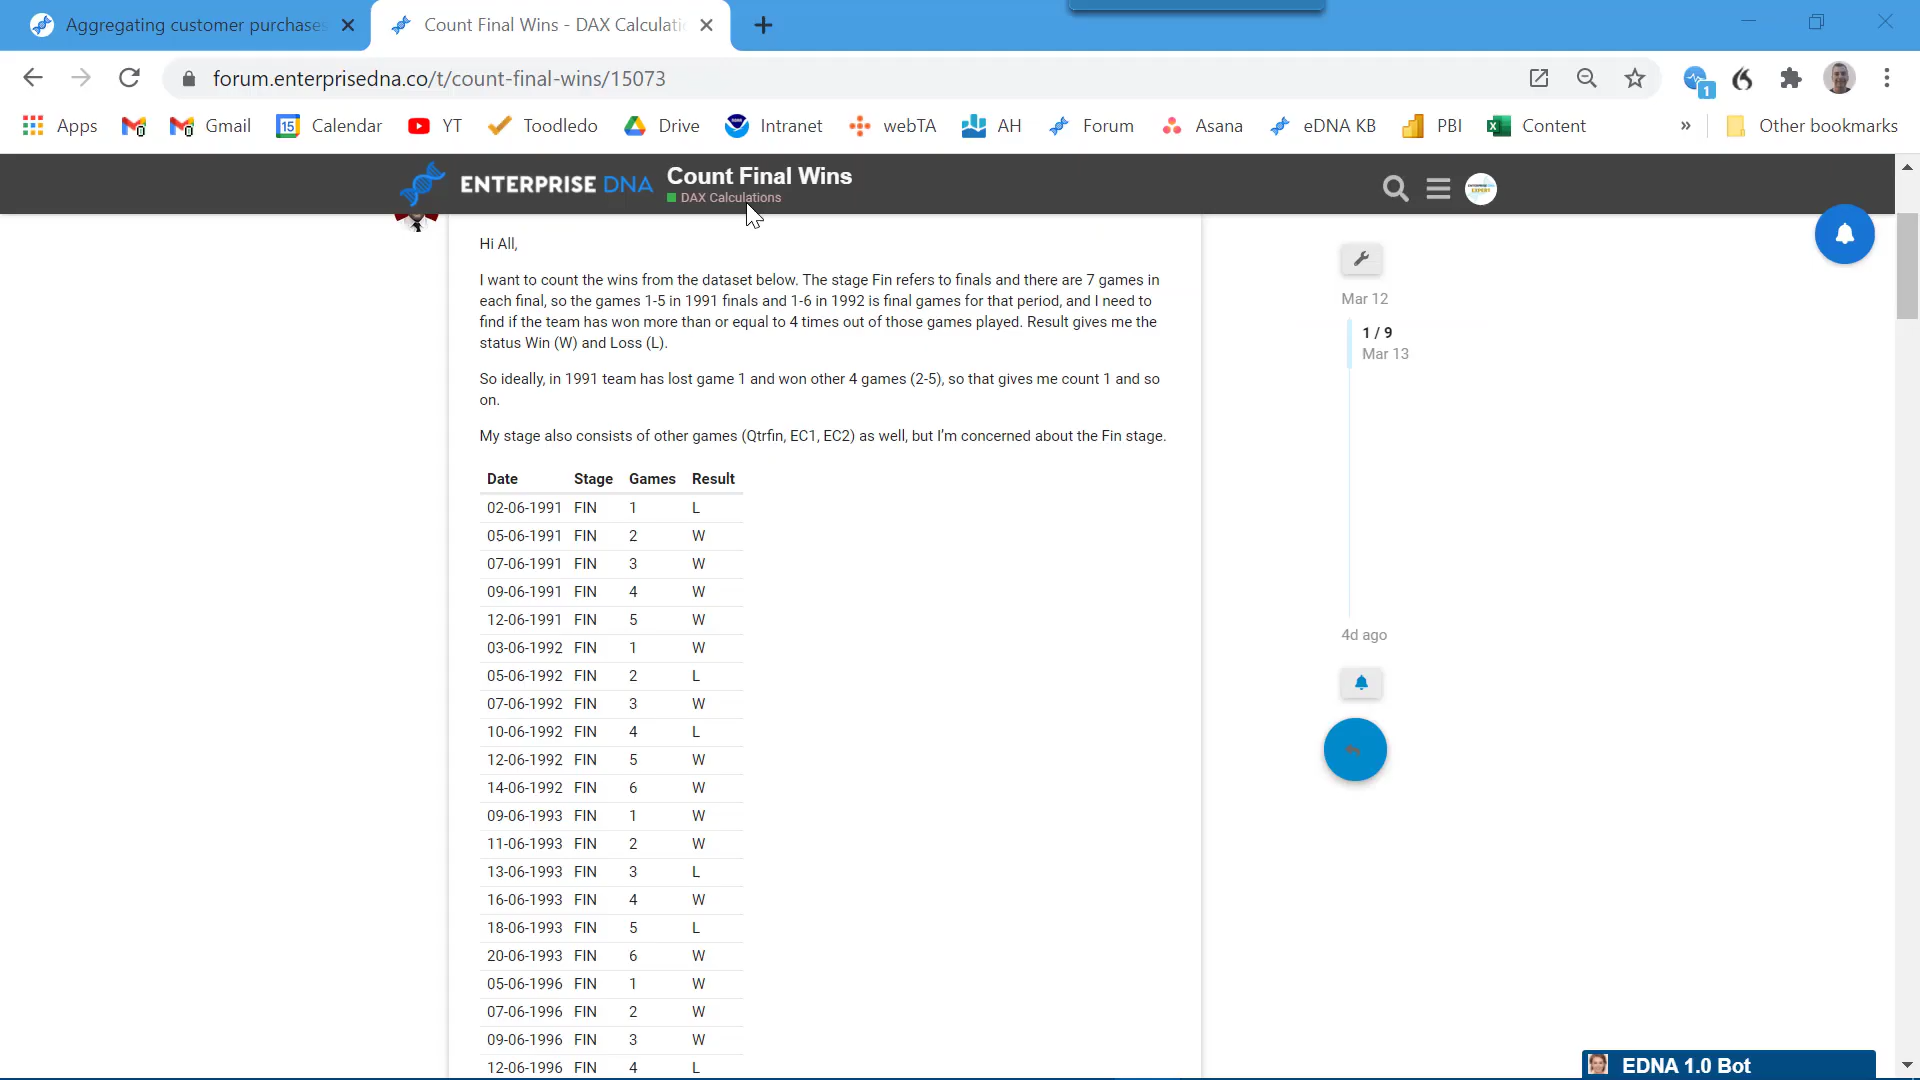 Aggregating customer purchases
Count Final Wins - DAX Calculati
forum.enterprisedna.co/t/count-final-wins/15073
1
Apps
Gmail
15 Calendar
YT
Toodledo
Drive
Intranet
webTA
AH
Forum
Asana
eDNA KB
PBI
Content
»
Other bookmarks
ENTERPRISE DNA
Count Final Wins
DAX Calculations
Hi All,
I want to count the wins from the dataset below. The stage Fin refers to finals and there are 7 games in
each final, so the games 1-5 in 1991 finals and 1-6 in 1992 is final games for that period, and I need to
find if the team has won more than or equal to 4 times out of those games played. Result gives me the
status Win (W) and Loss (L).
So ideally, in 1991 team has lost game 1 and won other 4 games (2-5), so that gives me count 1 and so
on.
My stage also consists of other games (Qtrfin, EC1, EC2) as well, but I'm concerned about the Fin stage.
Date Stage Games Result
02-06-1991 FIN 1 L
05-06-1991 FIN 2 W
07-06-1991 FIN 3 W
09-06-1991 FIN 4 W
12-06-1991 FIN 5 W
03-06-1992 FIN 1 W
05-06-1992 FIN 2 L
07-06-1992 FIN 3 W
10-06-1992 FIN 4 L
12-06-1992 FIN 5 W
14-06-1992 FIN 6 W
09-06-1993 FIN 1 W
11-06-1993 FIN 2 W
13-06-1993 FIN 3 L
16-06-1993 FIN 4 W
18-06-1993 FIN 5 L
20-06-1993 FIN 6 W
05-06-1996 FIN 1 W
07-06-1996 FIN 2 W
09-06-1996 FIN 3 W
12-06-1996 FIN 4 L
Mar 12
1 / 9
Mar 13
4d ago
EDNA 1.0 Bot